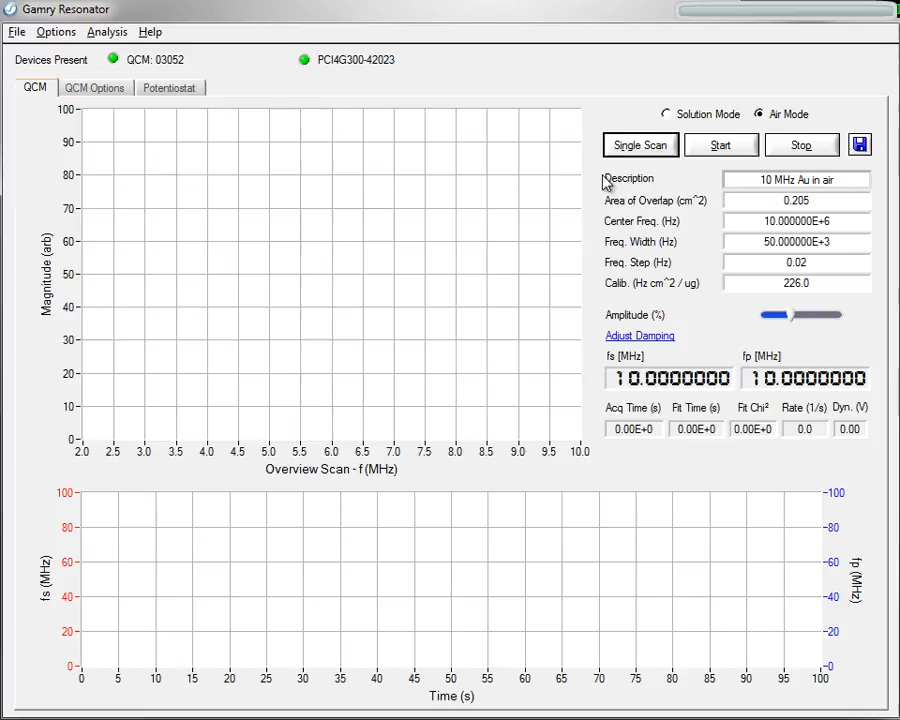 Gamry Resonator
File Options Analysis Help
Devices Present QCM: 03052 PCI4G300-42023
QCM QCM Options Potentiostat
Solution Mode Air Mode
Single Scan Start Stop
Description 10 MHz Au in air
Area of Overlap (cm^2) 0.205
Center Freq. (Hz) 10.000000E+6
Freq. Width (Hz) 50.000000E+3
Freq. Step (Hz) 0.02
Calib. (Hz cm^2 / ug) 226.0
Amplitude (%)
Adjust Damping
fs [MHz] fp [MHz]
10.0000000 10.0000000
Acq Time (s) Fit Time (s) Fit Chi² Rate (1/s) Dyn. (V)
0.00E+0 0.00E+0 0.00E+0 0.0 0.00
Magnitude (arb)
100
90
80
70
60
50
40
30
20
10
0
2.0 2.5 3.0 3.5 4.0 4.5 5.0 5.5 6.0 6.5 7.0 7.5 8.0 8.5 9.0 9.5 10.0
Overview Scan - f (MHz)
fs (MHz)
100
80
60
40
20
0
100
80
60
40
20
0
fp (MHz)
0 5 10 15 20 25 30 35 40 45 50 55 60 65 70 75 80 85 90 95 100
Time (s)